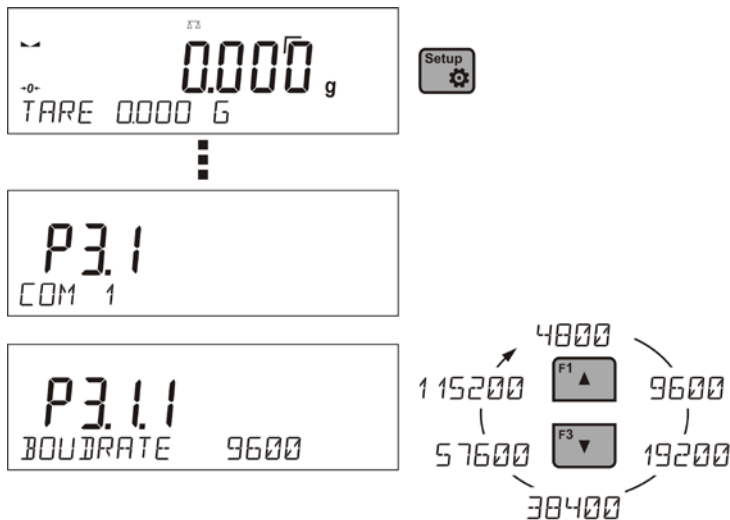 0.000 g
TARE 0.000 G
Setup
P3.1
COM 1
P3.1.1
BOUDRATE 9600
4800
9600
19200
38400
57600
115200
F1
F3
→0←